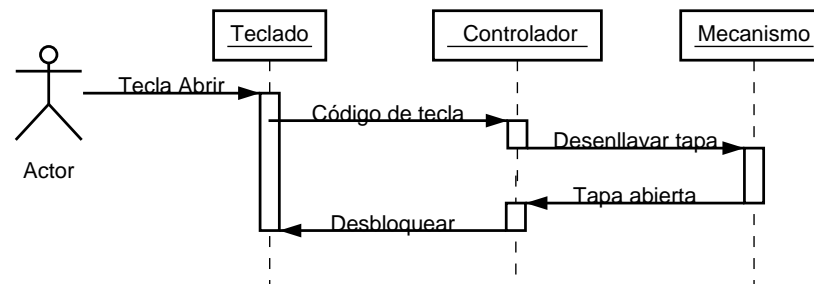 Teclado
Controlador
Mecanismo
Tecla Abrir
Código de tecla
Desenllavar tapa
Actor
Tapa abierta
Desbloquear